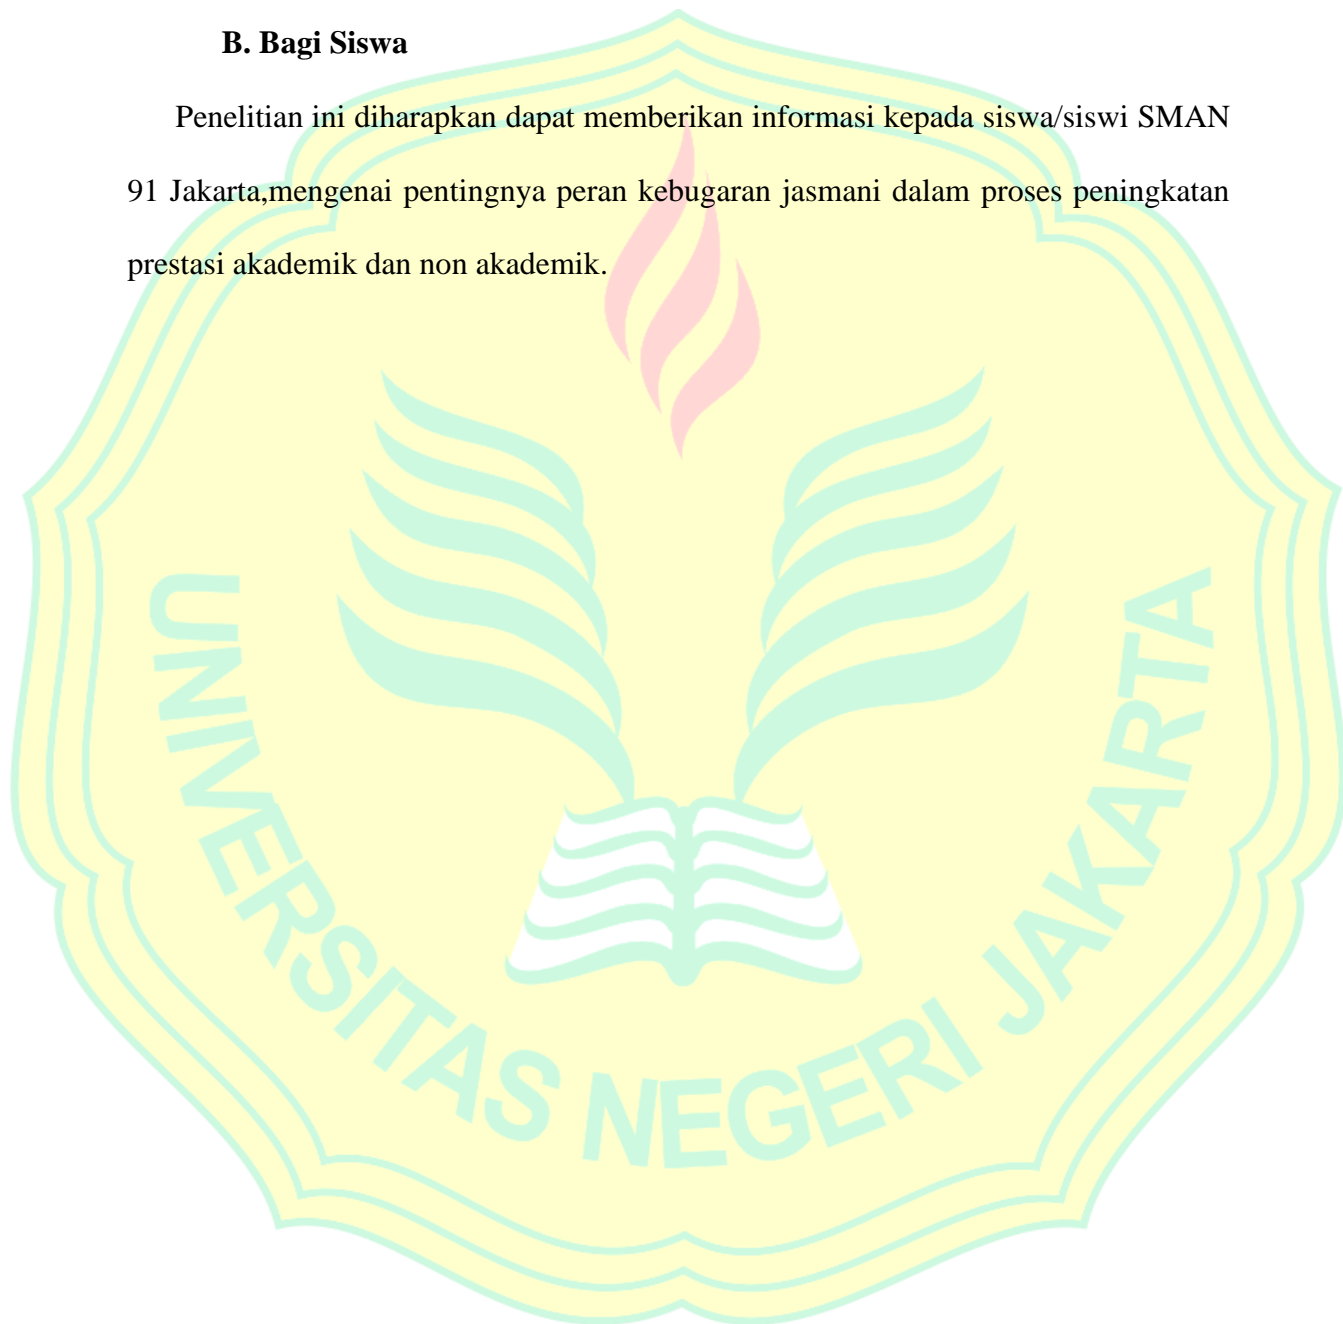 B. Bagi Siswa
Penelitian ini diharapkan dapat memberikan informasi kepada siswa/siswi SMAN
91 Jakarta,mengenai pentingnya peran kebugaran jasmani dalam proses peningkatan
prestasi akademik dan non akademik.
UNIVERSITAS NEGERI JAKARTA